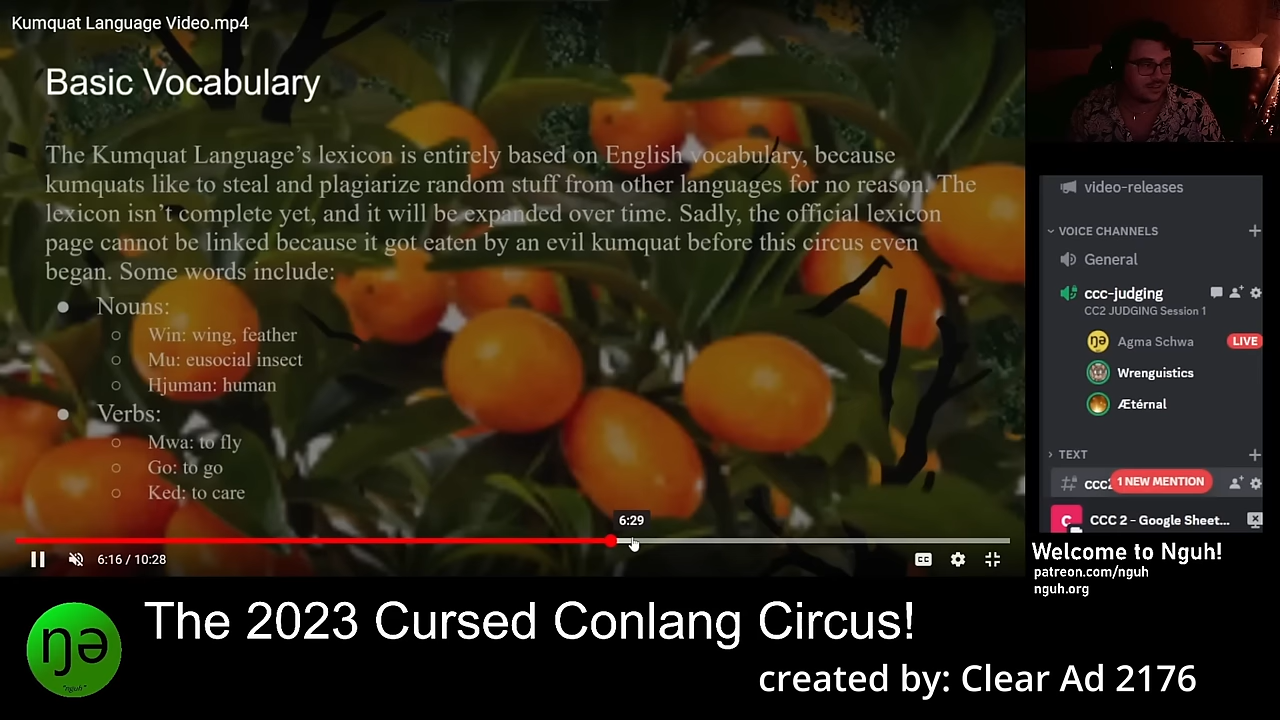 Kumquat Language Video.mp4
Basic Vocabulary
The Kumquat Language's lexicon is entirely based on English vocabulary, because
kumquats like to steal and plagiarize random stuff from other languages for no reason. The
lexicon isn't complete yet, and it will be expanded over time. Sadly, the official lexicon
page cannot be linked because it got eaten by an evil kumquat before this circus even
began. Some words include:
● Nouns:
○ Win: wing, feather
○ Mu: eusocial insect
○ Hjuman: human
● Verbs:
○ Mwa: to fly
○ Go: to go
○ Ked: to care
6:29
6:16 / 10:28
CC
video-releases
VOICE CHANNELS
General
ccc-judging
CC2 JUDGING Session 1
ŋə Agma Schwa LIVE
Wrenguistics
Ætérnal
TEXT
ccc2 1 NEW MENTION
C CCC 2 - Google Sheet...
Welcome to Nguh!
patreon.com/nguh
nguh.org
ŋə
"nguh"
The 2023 Cursed Conlang Circus!
created by: Clear Ad 2176